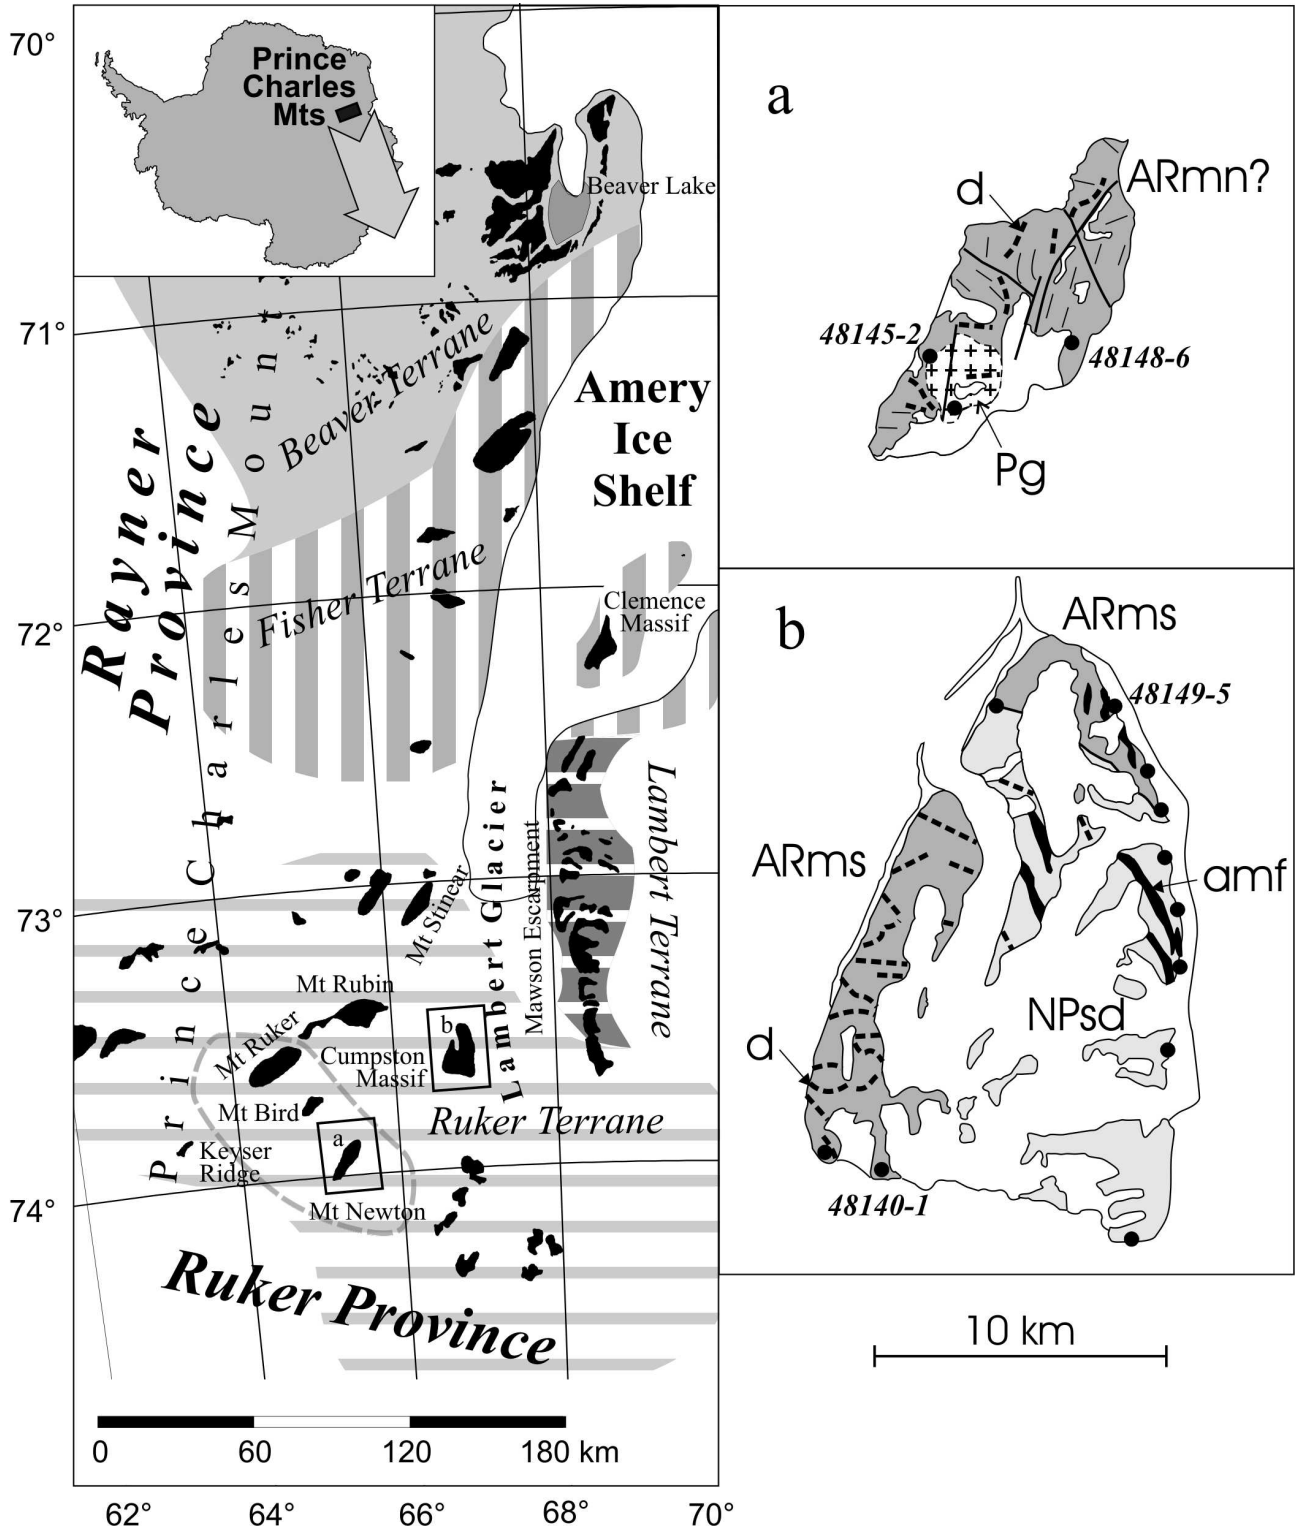 70°
71°
72°
73°
74°
Prince
Charles
Mts
Beaver Lake
Beaver Terrane
Rayner
Province
Prince Charles Mount
Fisher Terrane
Amery
Ice
Shelf
Clemence
Massif
Lambert Glacier
Mawson Escarpment
Lambert Terrane
Mt Stinear
Mt Rubin
Mt Ruker
b
Cumpston
Massif
Mt Bird
a
Keyser
Ridge
Ruker Terrane
Mt Newton
Ruker Province
0 60 120 180 km
62° 64° 66° 68° 70°
a
d
ARmn?
48145-2
48148-6
Pg
b
ARms
48149-5
ARms
amf
NPsd
d
48140-1
10 km